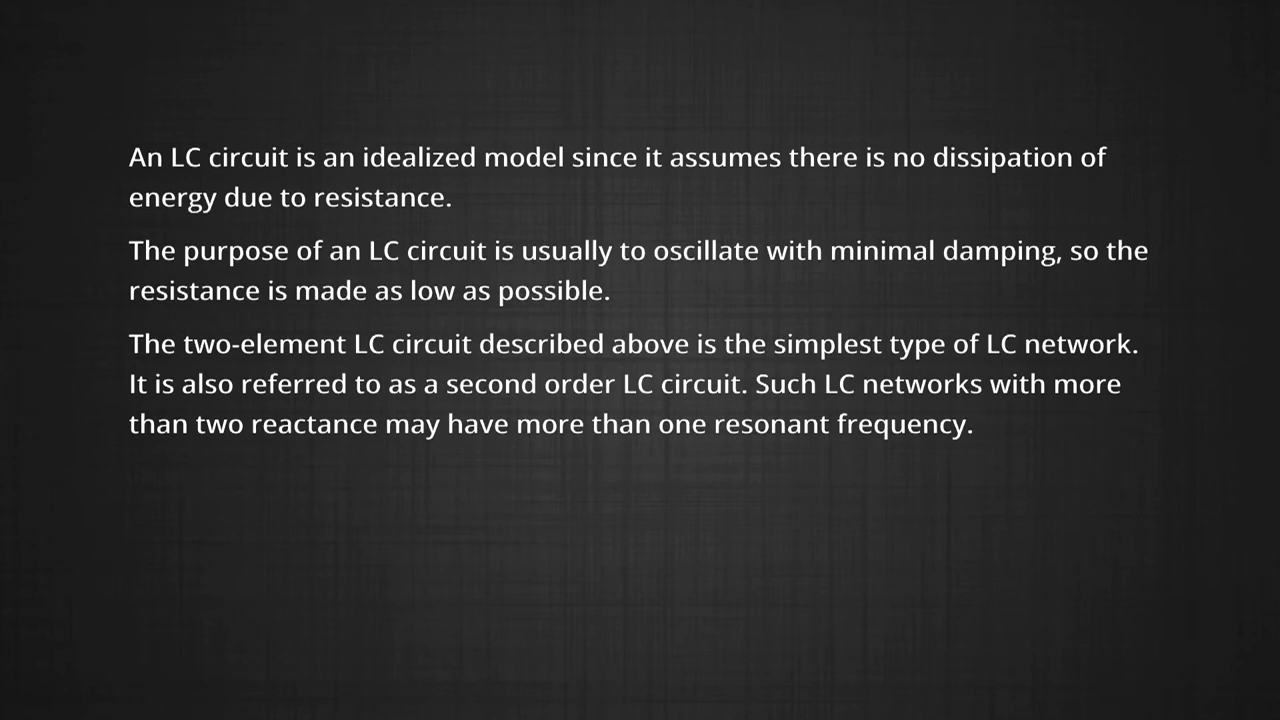 An LC circuit is an idealized model since it assumes there is no dissipation of
energy due to resistance.
The purpose of an LC circuit is usually to oscillate with minimal damping, so the
resistance is made as low as possible.
The two-element LC circuit described above is the simplest type of LC network.
It is also referred to as a second order LC circuit. Such LC networks with more
than two reactance may have more than one resonant frequency.